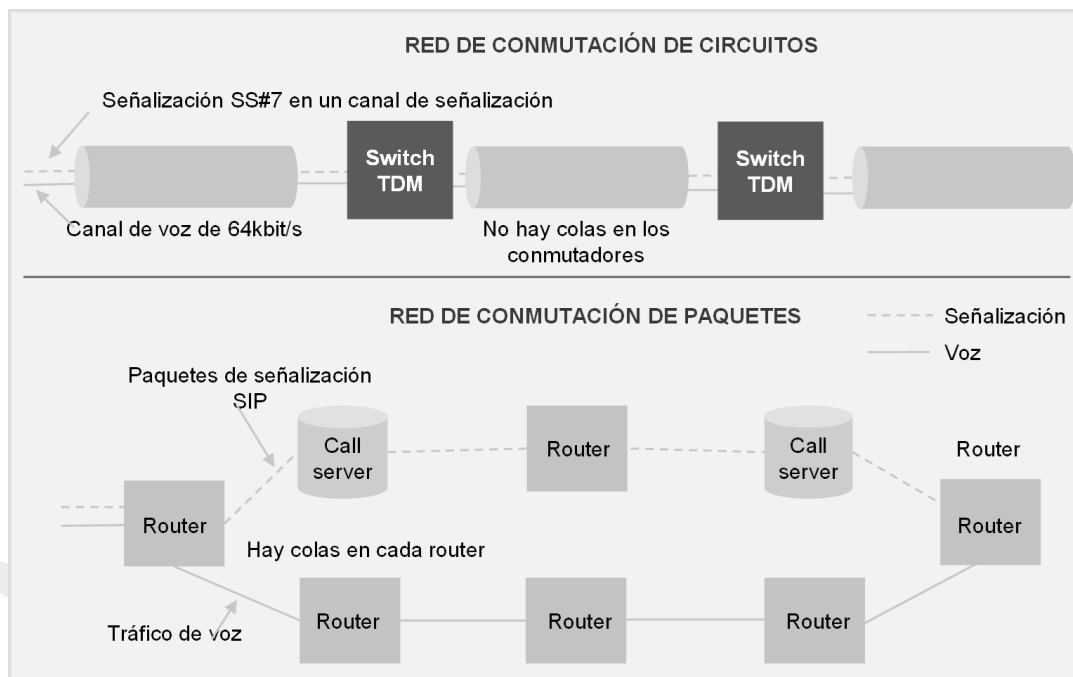 RED DE CONMUTACIÓN DE CIRCUITOS
Señalización SS#7 en un canal de señalización
Switch
TDM
Switch
TDM
Canal de voz de 64kbit/s
No hay colas en los
conmutadores
RED DE CONMUTACIÓN DE PAQUETES
Señalización
Voz
Paquetes de señalización
SIP
Call
server
Router
Call
server
Router
Router
Router
Hay colas en cada router
Router
Router
Router
Tráfico de voz